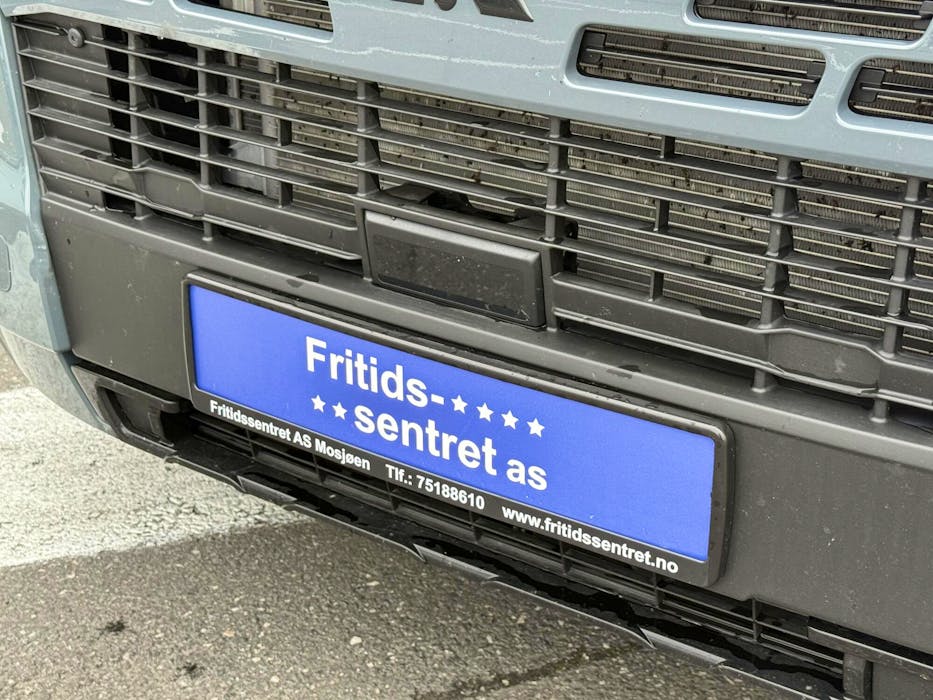 Fritids-
sentret as
Fritidssentret AS Mosjøen Tlf.: 75188610 www.fritidssentret.no